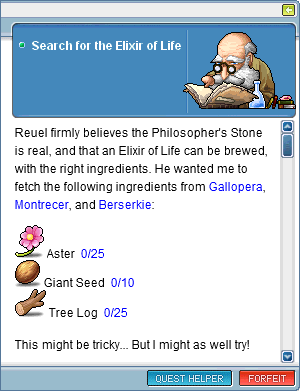 Search for the Elixir of Life
Reuel firmly believes the Philosopher's Stone
is real, and that an Elixir of Life can be brewed,
with the right ingredients. He wanted me to
fetch the following ingredients from Gallopera,
Montrecer, and Berserkie:
Aster 0/25
Giant Seed 0/10
Tree Log 0/25
This might be tricky... But I might as well try!
QUEST HELPER FORFEIT